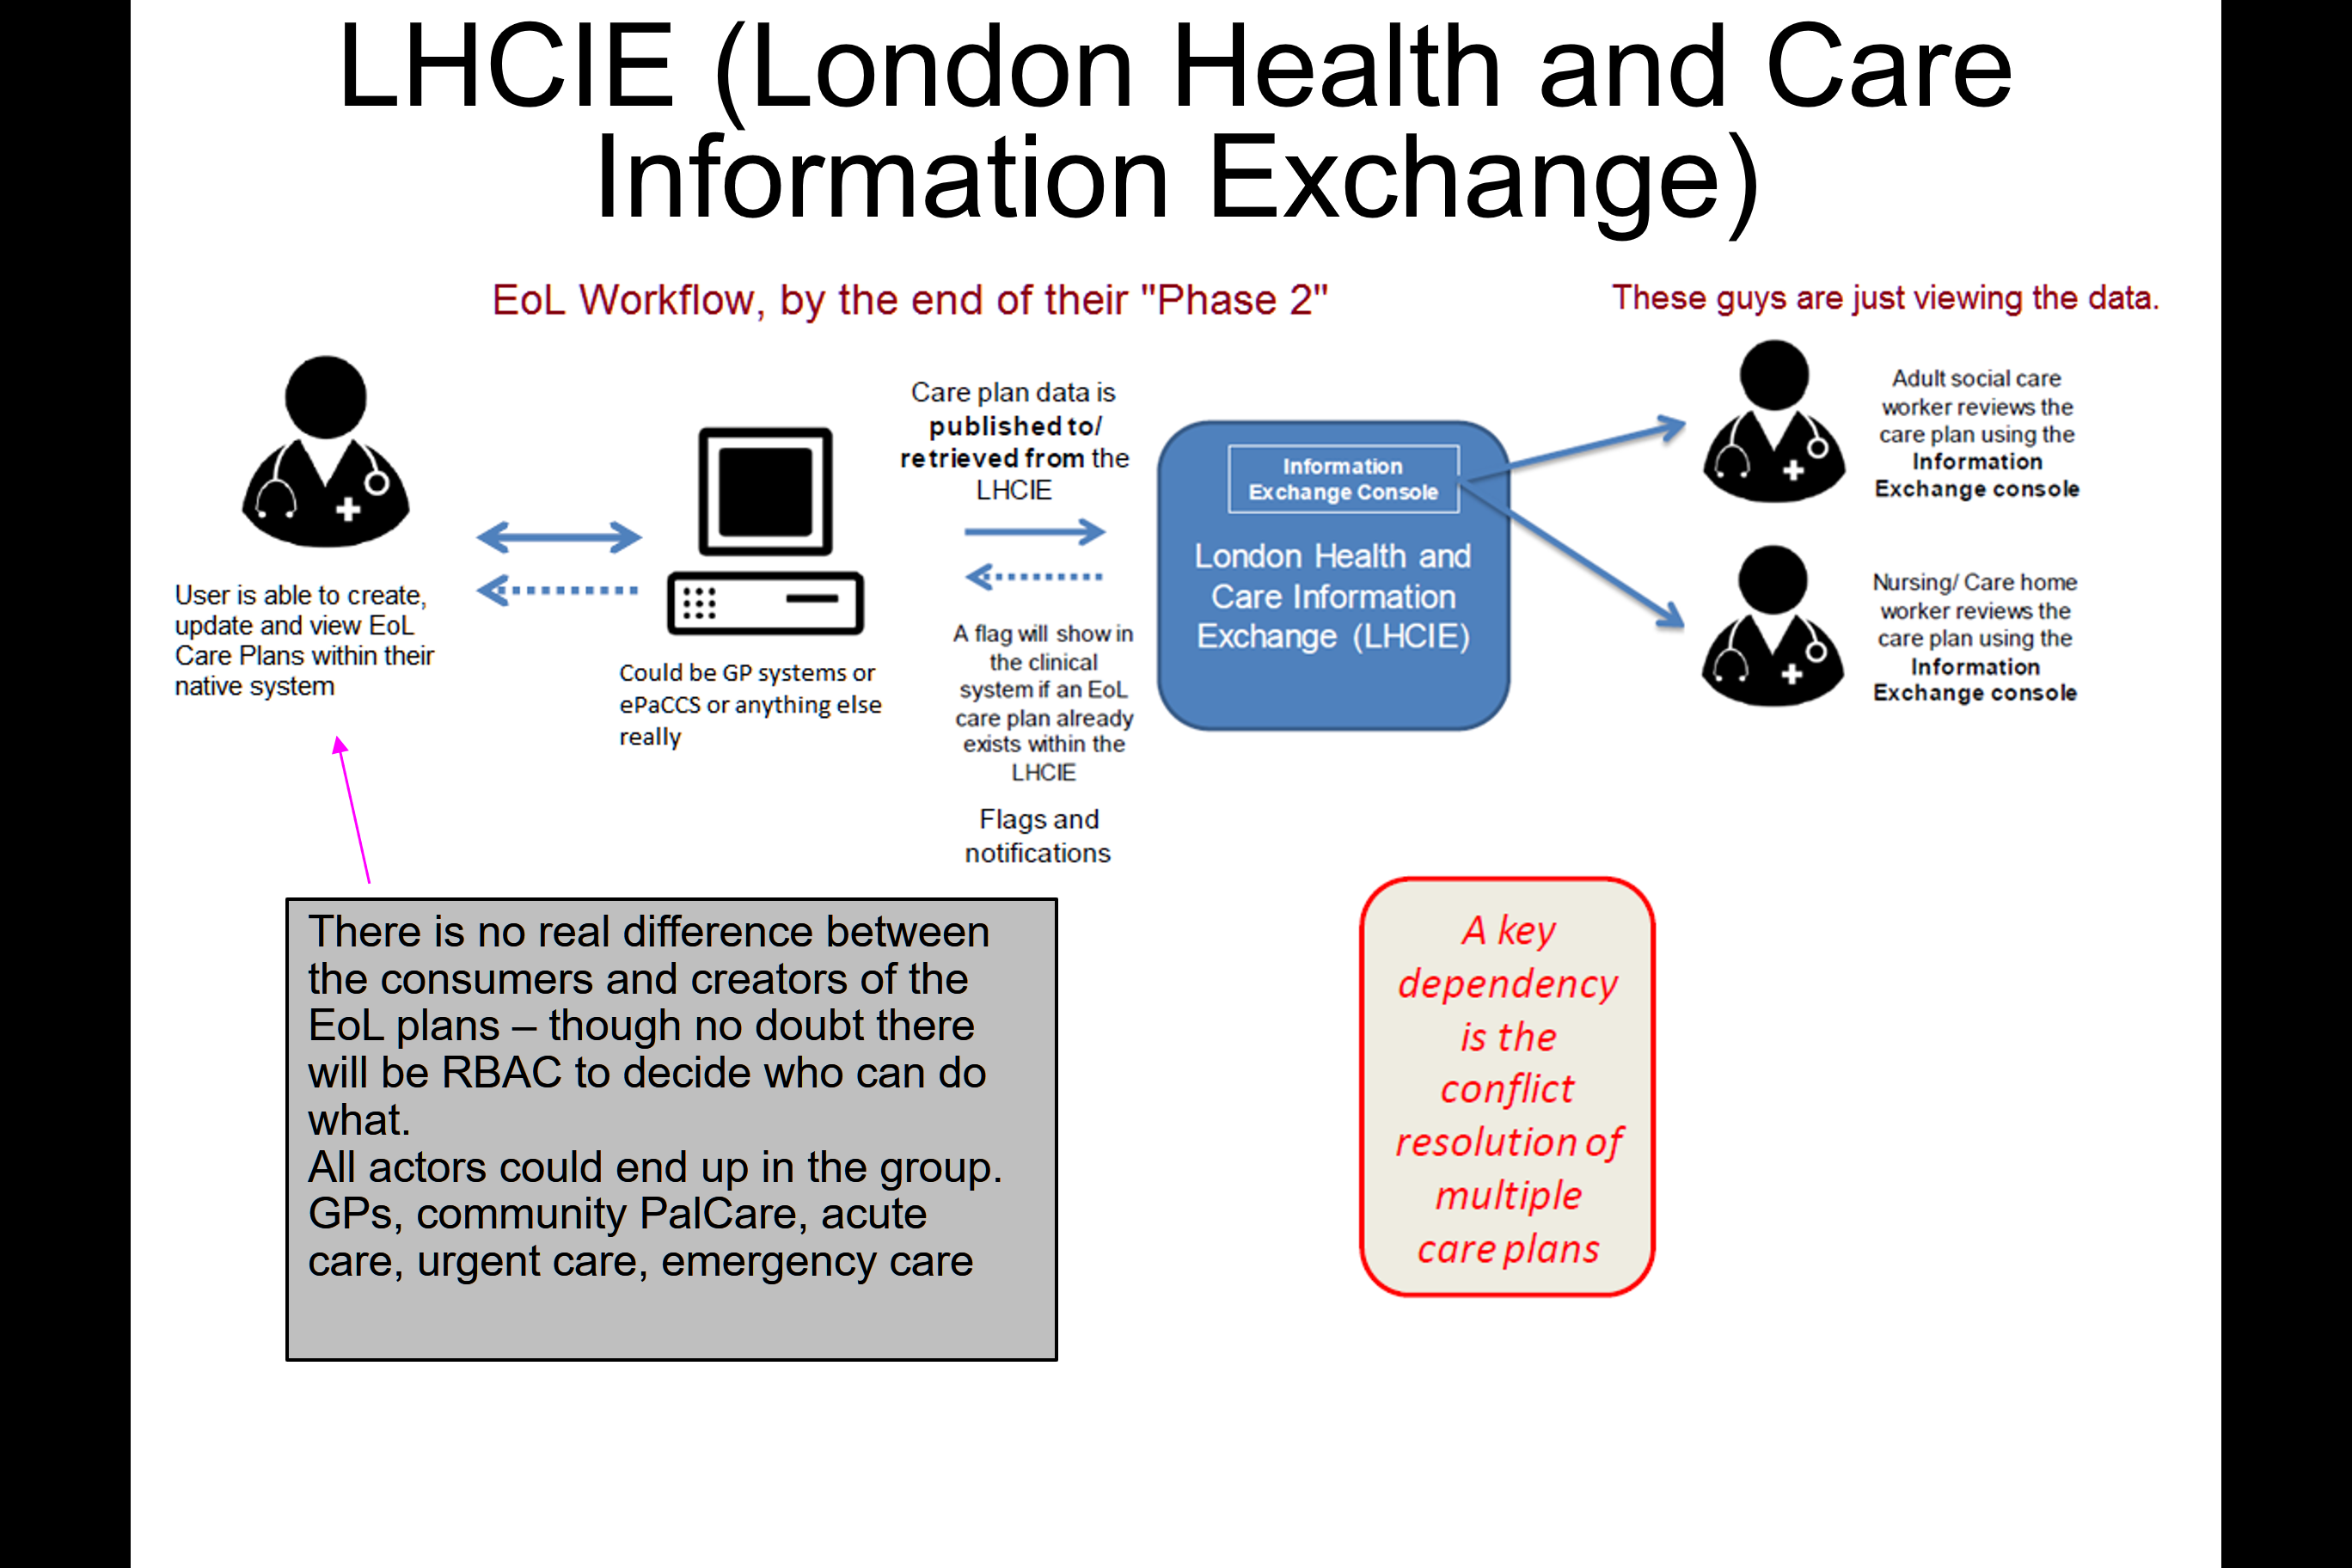 LHCIE (London Health and Care
Information Exchange)
EoL Workflow, by the end of their "Phase 2"
These guys are just viewing the data.
User is able to create,
update and view EoL
Care Plans within their
native system
Could be GP systems or
ePaCCS or anything else
really
Care plan data is
published to/
retrieved from the
LHCIE
A flag will show in
the clinical
system if an EoL
care plan already
exists within the
LHCIE
Flags and
notifications
Information
Exchange Console
London Health and
Care Information
Exchange (LHCIE)
Adult social care
worker reviews the
care plan using the
Information
Exchange console
Nursing/ Care home
worker reviews the
care plan using the
Information
Exchange console
There is no real difference between
the consumers and creators of the
EoL plans – though no doubt there
will be RBAC to decide who can do
what.
All actors could end up in the group.
GPs, community PalCare, acute
care, urgent care, emergency care
A key
dependency
is the
conflict
resolution of
multiple
care plans